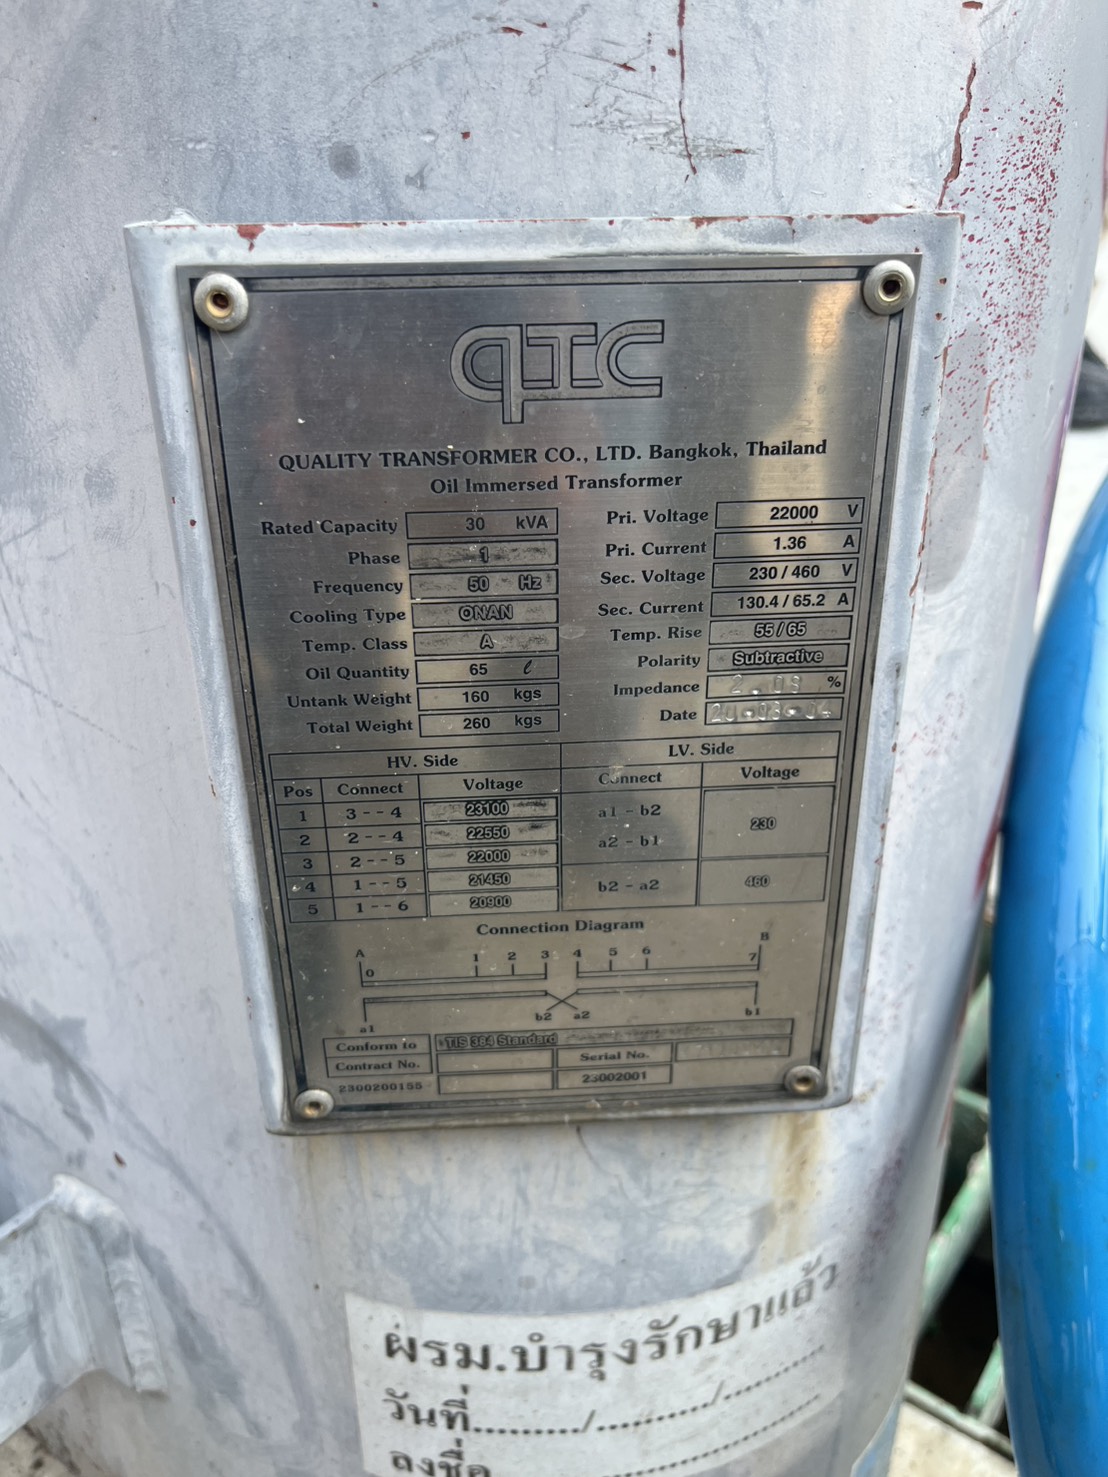 QTC
QUALITY TRANSFORMER CO., LTD. Bangkok, Thailand
Oil Immersed Transformer
Rated Capacity 30 kVA
Phase 1
Frequency 50 Hz
Cooling Type ONAN
Temp. Class A
Oil Quantity 65 ℓ
Untank Weight 160 kgs
Total Weight 260 kgs
Pri. Voltage 22000 V
Pri. Current 1.36 A
Sec. Voltage 230 / 460 V
Sec. Current 130.4 / 65.2 A
Temp. Rise 55 / 65
Polarity Subtractive
Impedance 2.08 %
Date
HV. Side LV. Side
Pos Connect Voltage Connect Voltage
1 3 - - 4 23100 a1 - b2
2 2 - - 4 22550 a2 - b1 230
3 2 - - 5 22000
4 1 - - 5 21450 b2 - a2 460
5 1 - - 6 20900
Connection Diagram
A B
0 1 2 3 4 5 6 7
a1 b2 a2 b1
Conform to TIS 384 Standard
Contract No. Serial No.
2300200155 23002001
ผรม.บำรุงรักษาแล้ว
วันที่........../.........../..........
ลงชื่อ